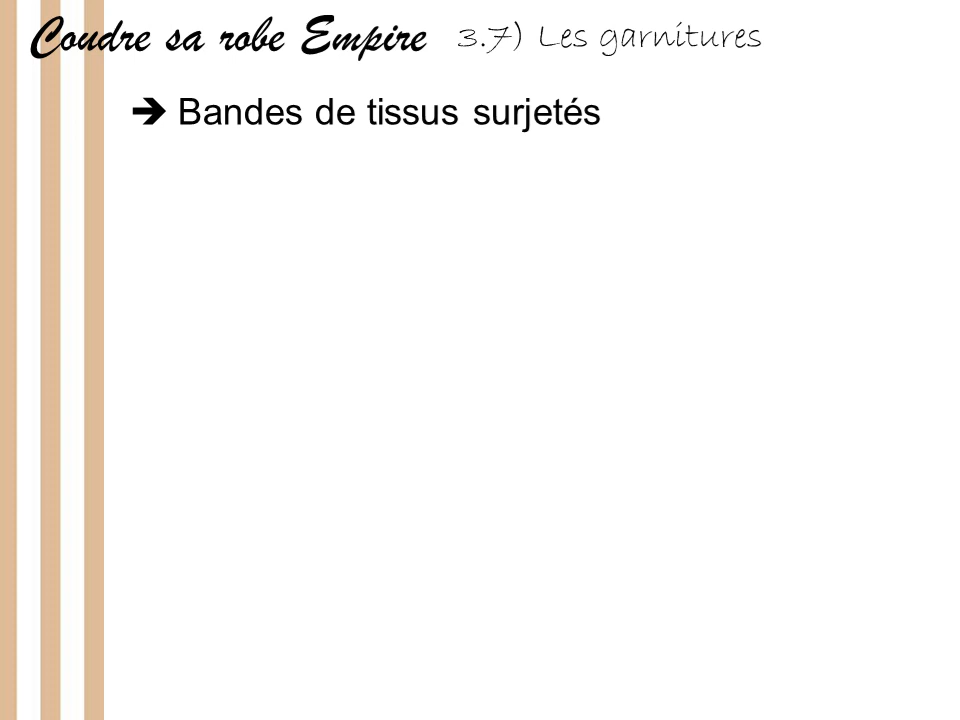 Coudre sa robe Empire 3.7) Les garnitures
➔ Bandes de tissus surjetés